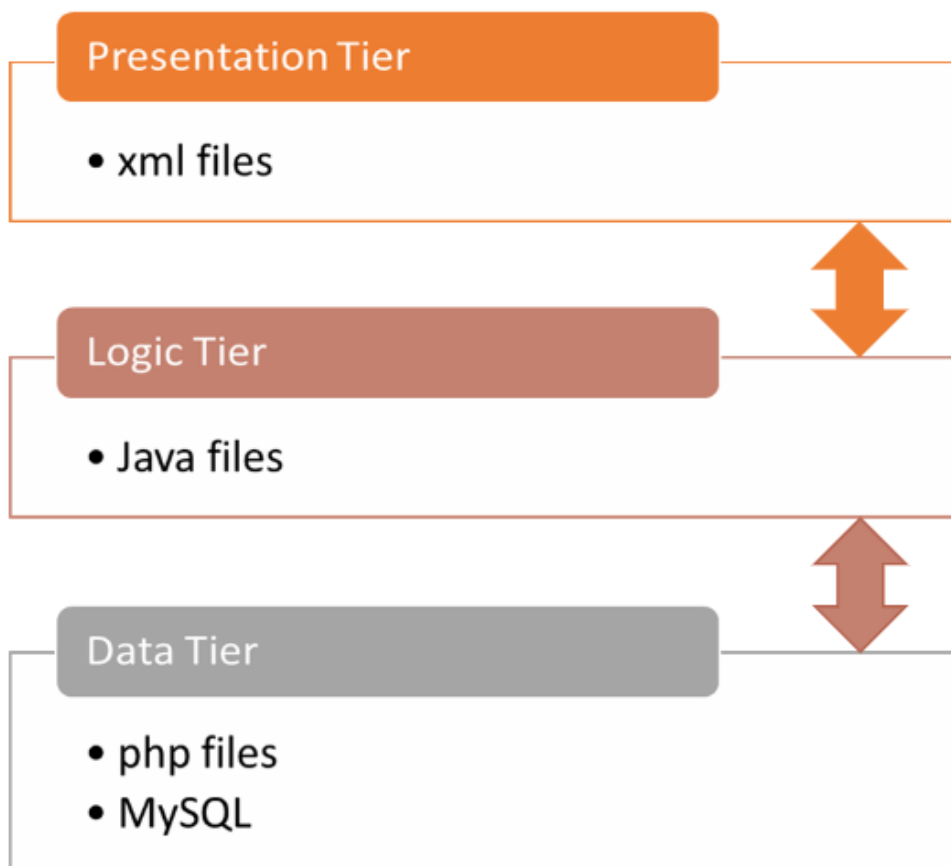 Presentation Tier
• xml files
Logic Tier
• Java files
Data Tier
• php files
• MySQL